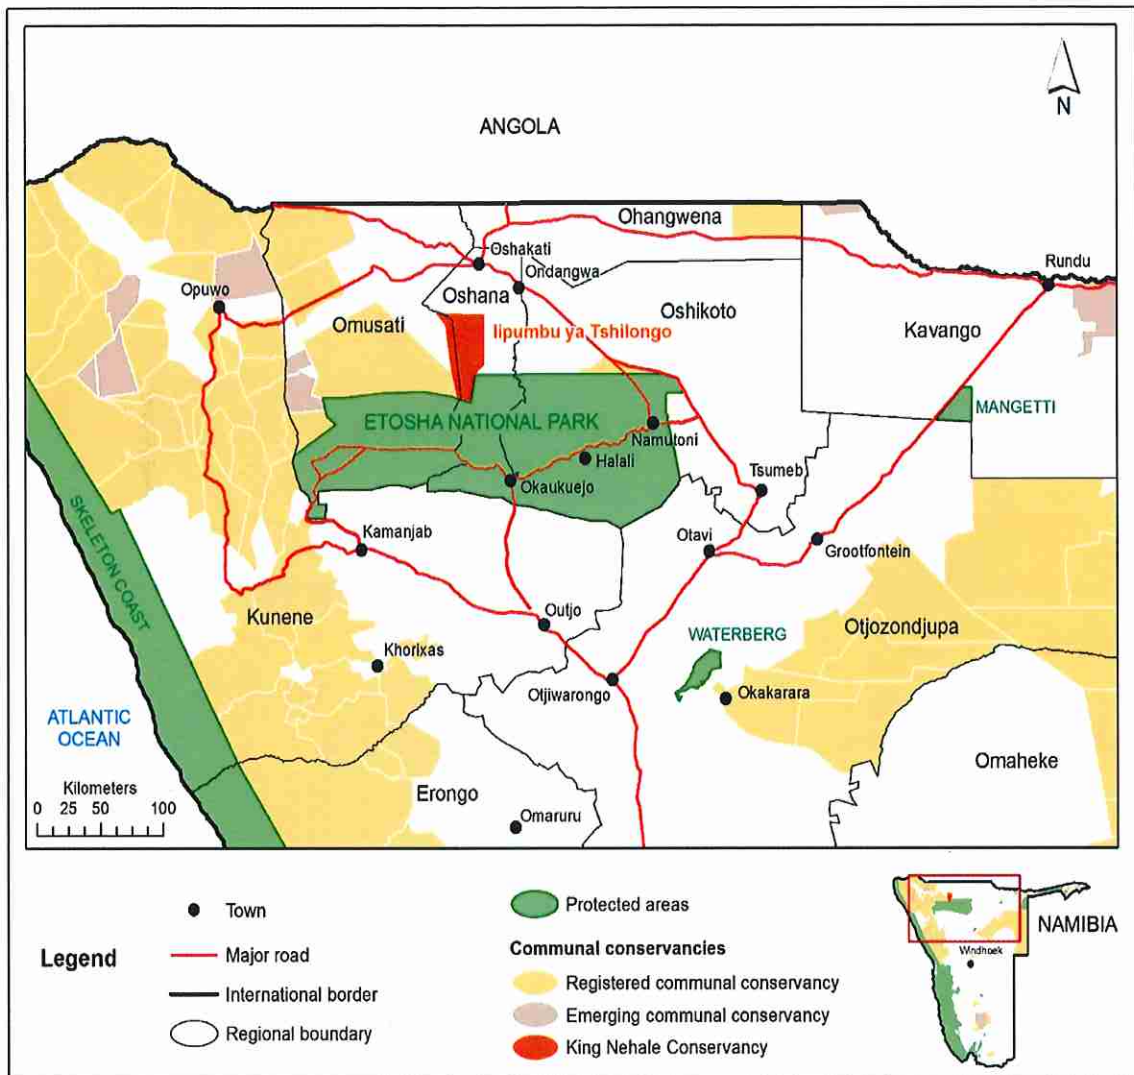 N
ANGOLA
Ohangwena
Oshakati
Ondangwa
Rundu
Opuwo
Oshana
Oshikoto
Omusati
Iipumbu ya Tshilongo
Kavango
ETOSHA NATIONAL PARK
MANGETTI
Namutoni
Halali
Tsumeb
Okaukuejo
SKELETON COAST
Kamanjab
Otavi
Grootfontein
Kunene
Outjo
WATERBERG
Otjozondjupa
Khorixas
Otjiwarongo
Okakarara
ATLANTIC
OCEAN
Omaheke
Kilometers
0 25 50 100
Erongo
Omaruru
Legend
Town
Major road
International border
Regional boundary
Protected areas
Communal conservancies
Registered communal conservancy
Emerging communal conservancy
King Nehale Conservancy
NAMIBIA
Windhoek